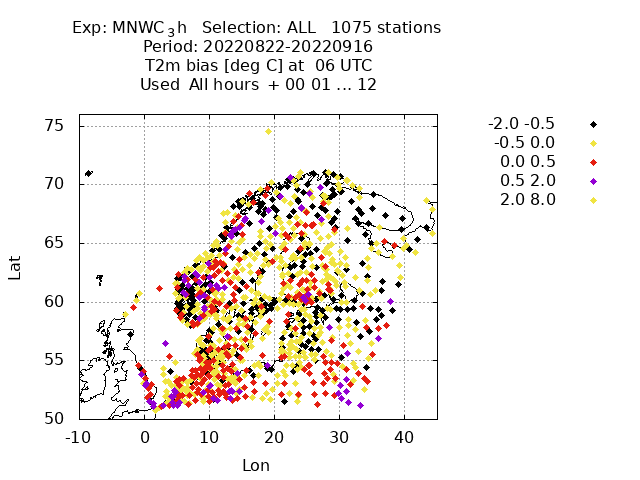 Exp: MNWC_3h Selection: ALL 1075 stations
Period: 20220822-20220916
T2m bias [deg C] at 06 UTC
Used All hours + 00 01 ... 12
-2.0 -0.5
-0.5 0.0
0.0 0.5
0.5 2.0
2.0 8.0
75
70
65
60
55
50
Lat
-10 0 10 20 30 40
Lon